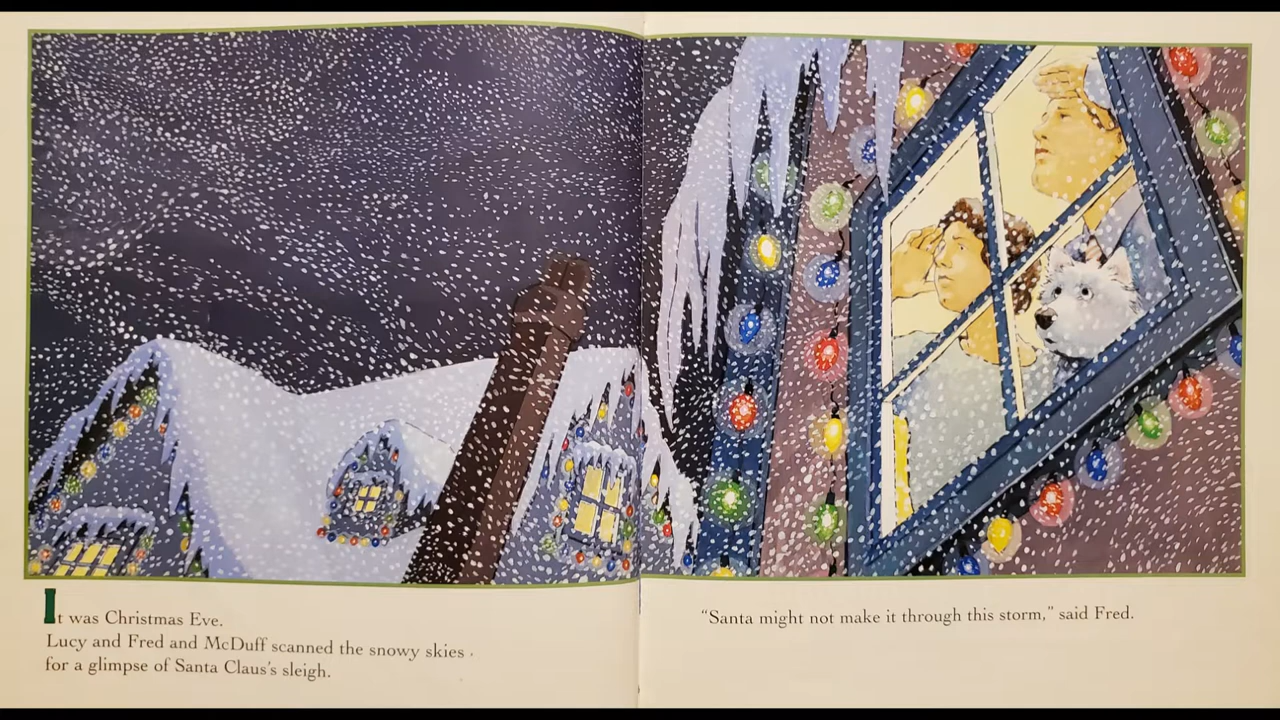 It was Christmas Eve.
Lucy and Fred and McDuff scanned the snowy skies
for a glimpse of Santa Claus's sleigh.
“Santa might not make it through this storm,” said Fred.